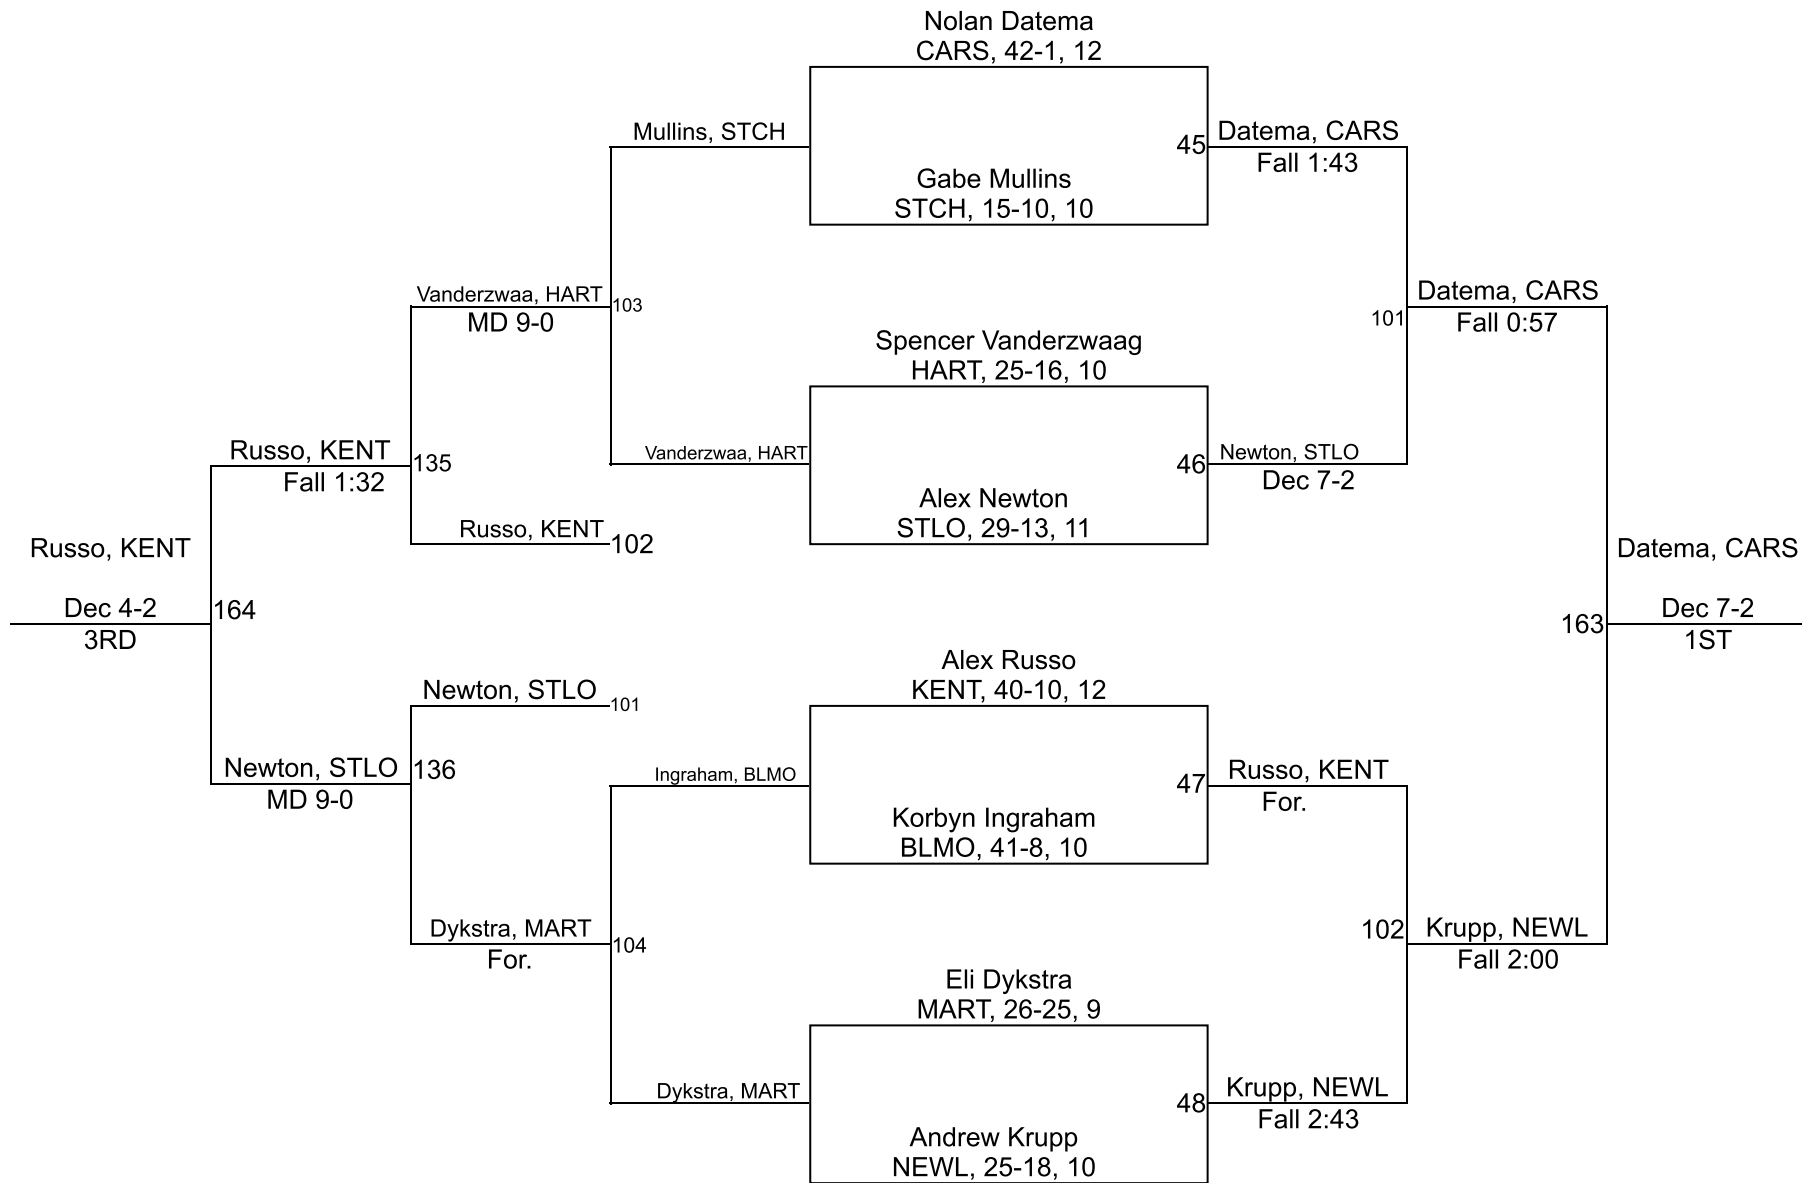 Nolan Datema
CARS, 42-1, 12
Mullins, STCH
45
Datema, CARS
Fall 1:43
Gabe Mullins
STCH, 15-10, 10
Vanderzwaa, HART
MD 9-0
103
Datema, CARS
Fall 0:57
101
Spencer Vanderzwaag
HART, 25-16, 10
Russo, KENT
Fall 1:32
135
Vanderzwaa, HART
46
Newton, STLO
Dec 7-2
Alex Newton
STLO, 29-13, 11
Russo, KENT
102
Russo, KENT
Dec 4-2
3RD
164
Datema, CARS
Dec 7-2
1ST
163
Newton, STLO
101
Alex Russo
KENT, 40-10, 12
Newton, STLO
MD 9-0
136
Ingraham, BLMO
47
Russo, KENT
For.
Korbyn Ingraham
BLMO, 41-8, 10
Dykstra, MART
For.
104
102
Krupp, NEWL
Fall 2:00
Eli Dykstra
MART, 26-25, 9
Dykstra, MART
48
Krupp, NEWL
Fall 2:43
Andrew Krupp
NEWL, 25-18, 10